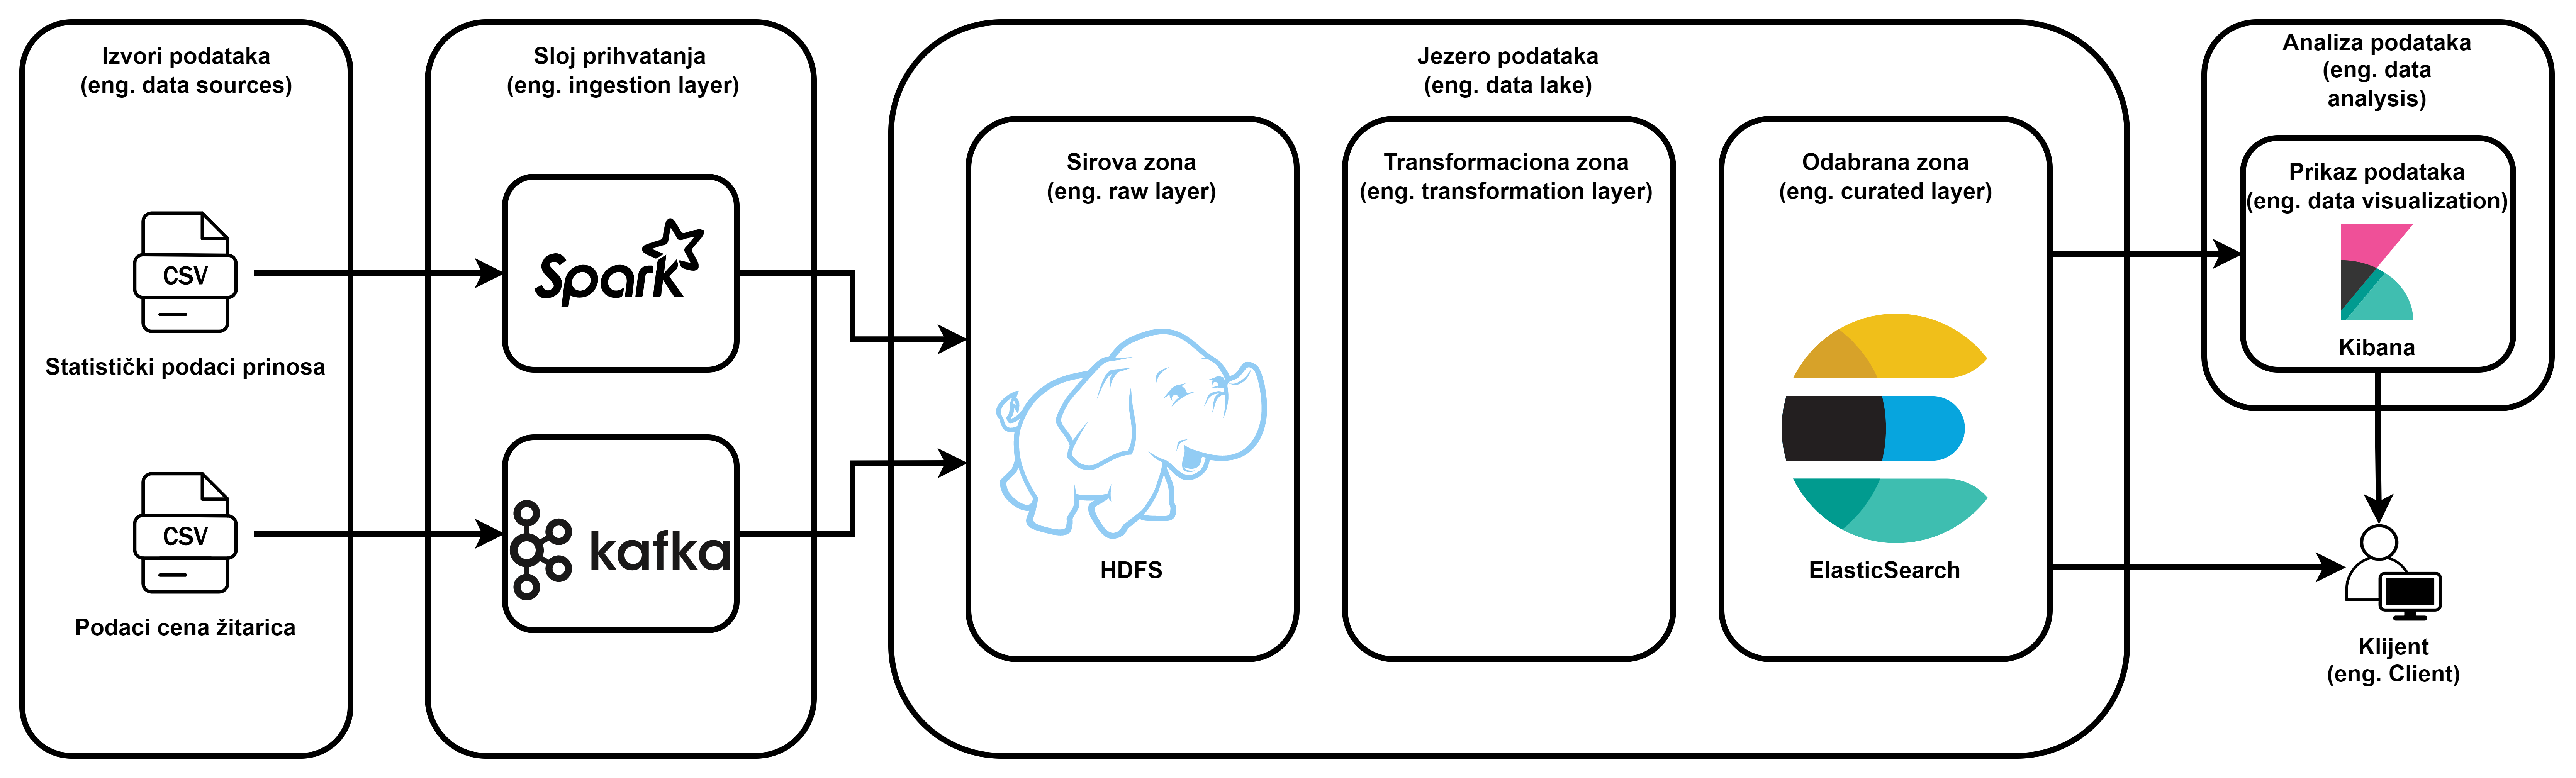 Izvori podataka
(eng. data sources)
CSV
Statistički podaci prinosa
CSV
Podaci cena žitarica
Sloj prihvatanja
(eng. ingestion layer)
Spark
kafka
Jezero podataka
(eng. data lake)
Sirova zona
(eng. raw layer)
HDFS
Transformaciona zona
(eng. transformation layer)
Odabrana zona
(eng. curated layer)
ElasticSearch
Analiza podataka
(eng. data
analysis)
Prikaz podataka
(eng. data visualization)
Kibana
Klijent
(eng. Client)